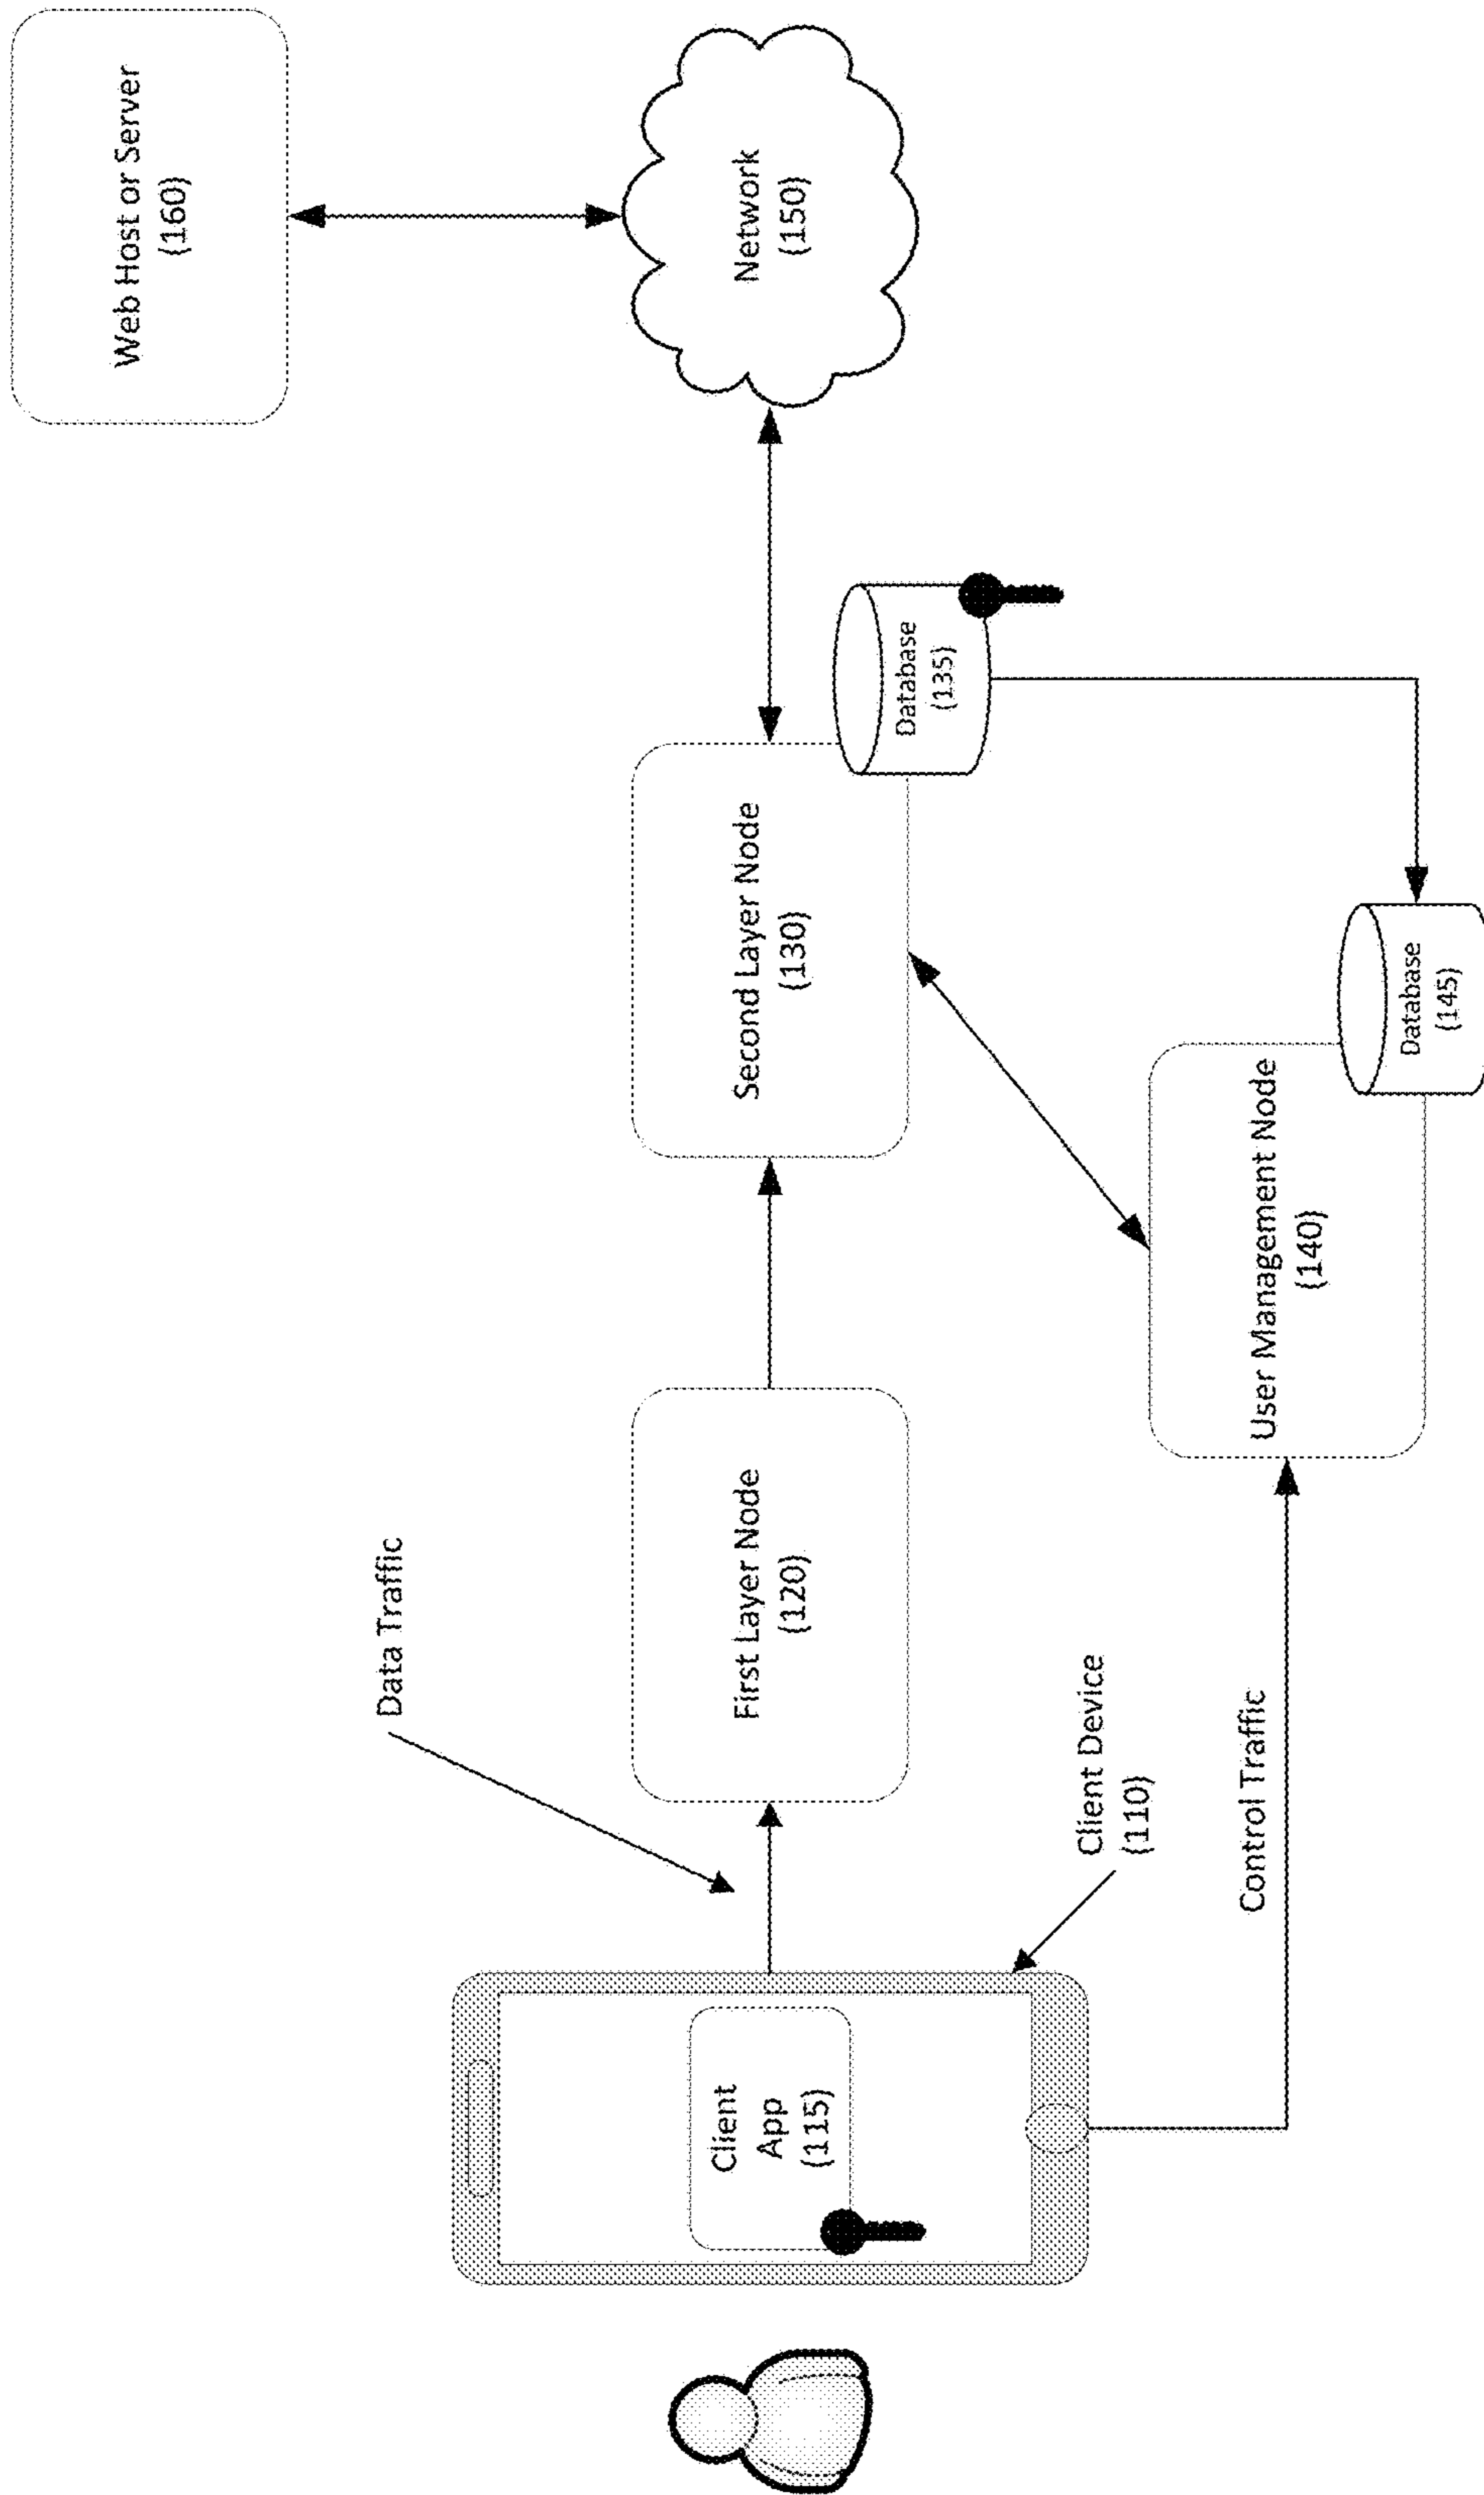 Web Host or Server
(160)
Network
(150)
Database
(135)
Second Layer Node
(130)
Database
(145)
User Management Node
(140)
First Layer Node
(120)
Data Traffic
Client Device
(110)
Control Traffic
Client
App
(115)